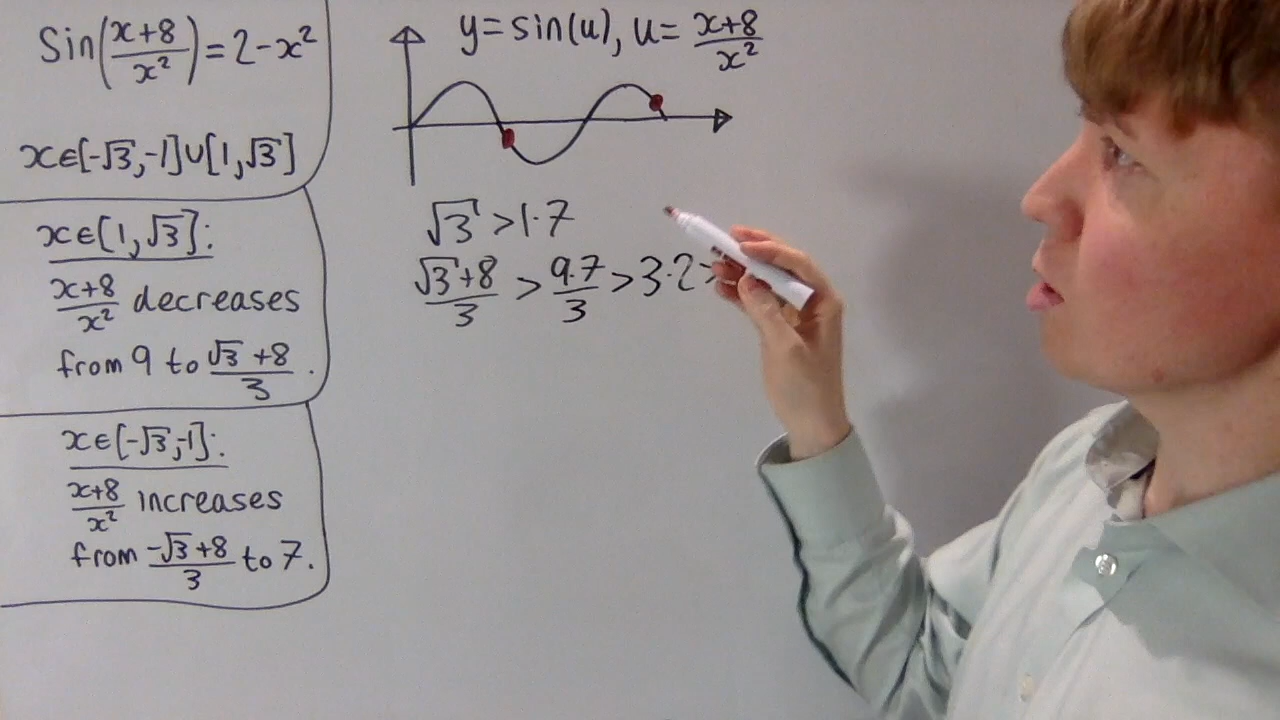 Sin((x+8)/x²) = 2-x²
x∈[-√3,-1]∪[1,√3]
x∈[1,√3]:
(x+8)/x² decreases
from 9 to (√3+8)/3.
x∈[-√3,-1]:
(x+8)/x² increases
from (-√3+8)/3 to 7.
y=sin(u), u=(x+8)/x²
√3>1·7
(√3+8)/3 > 9·7/3 > 3·2>